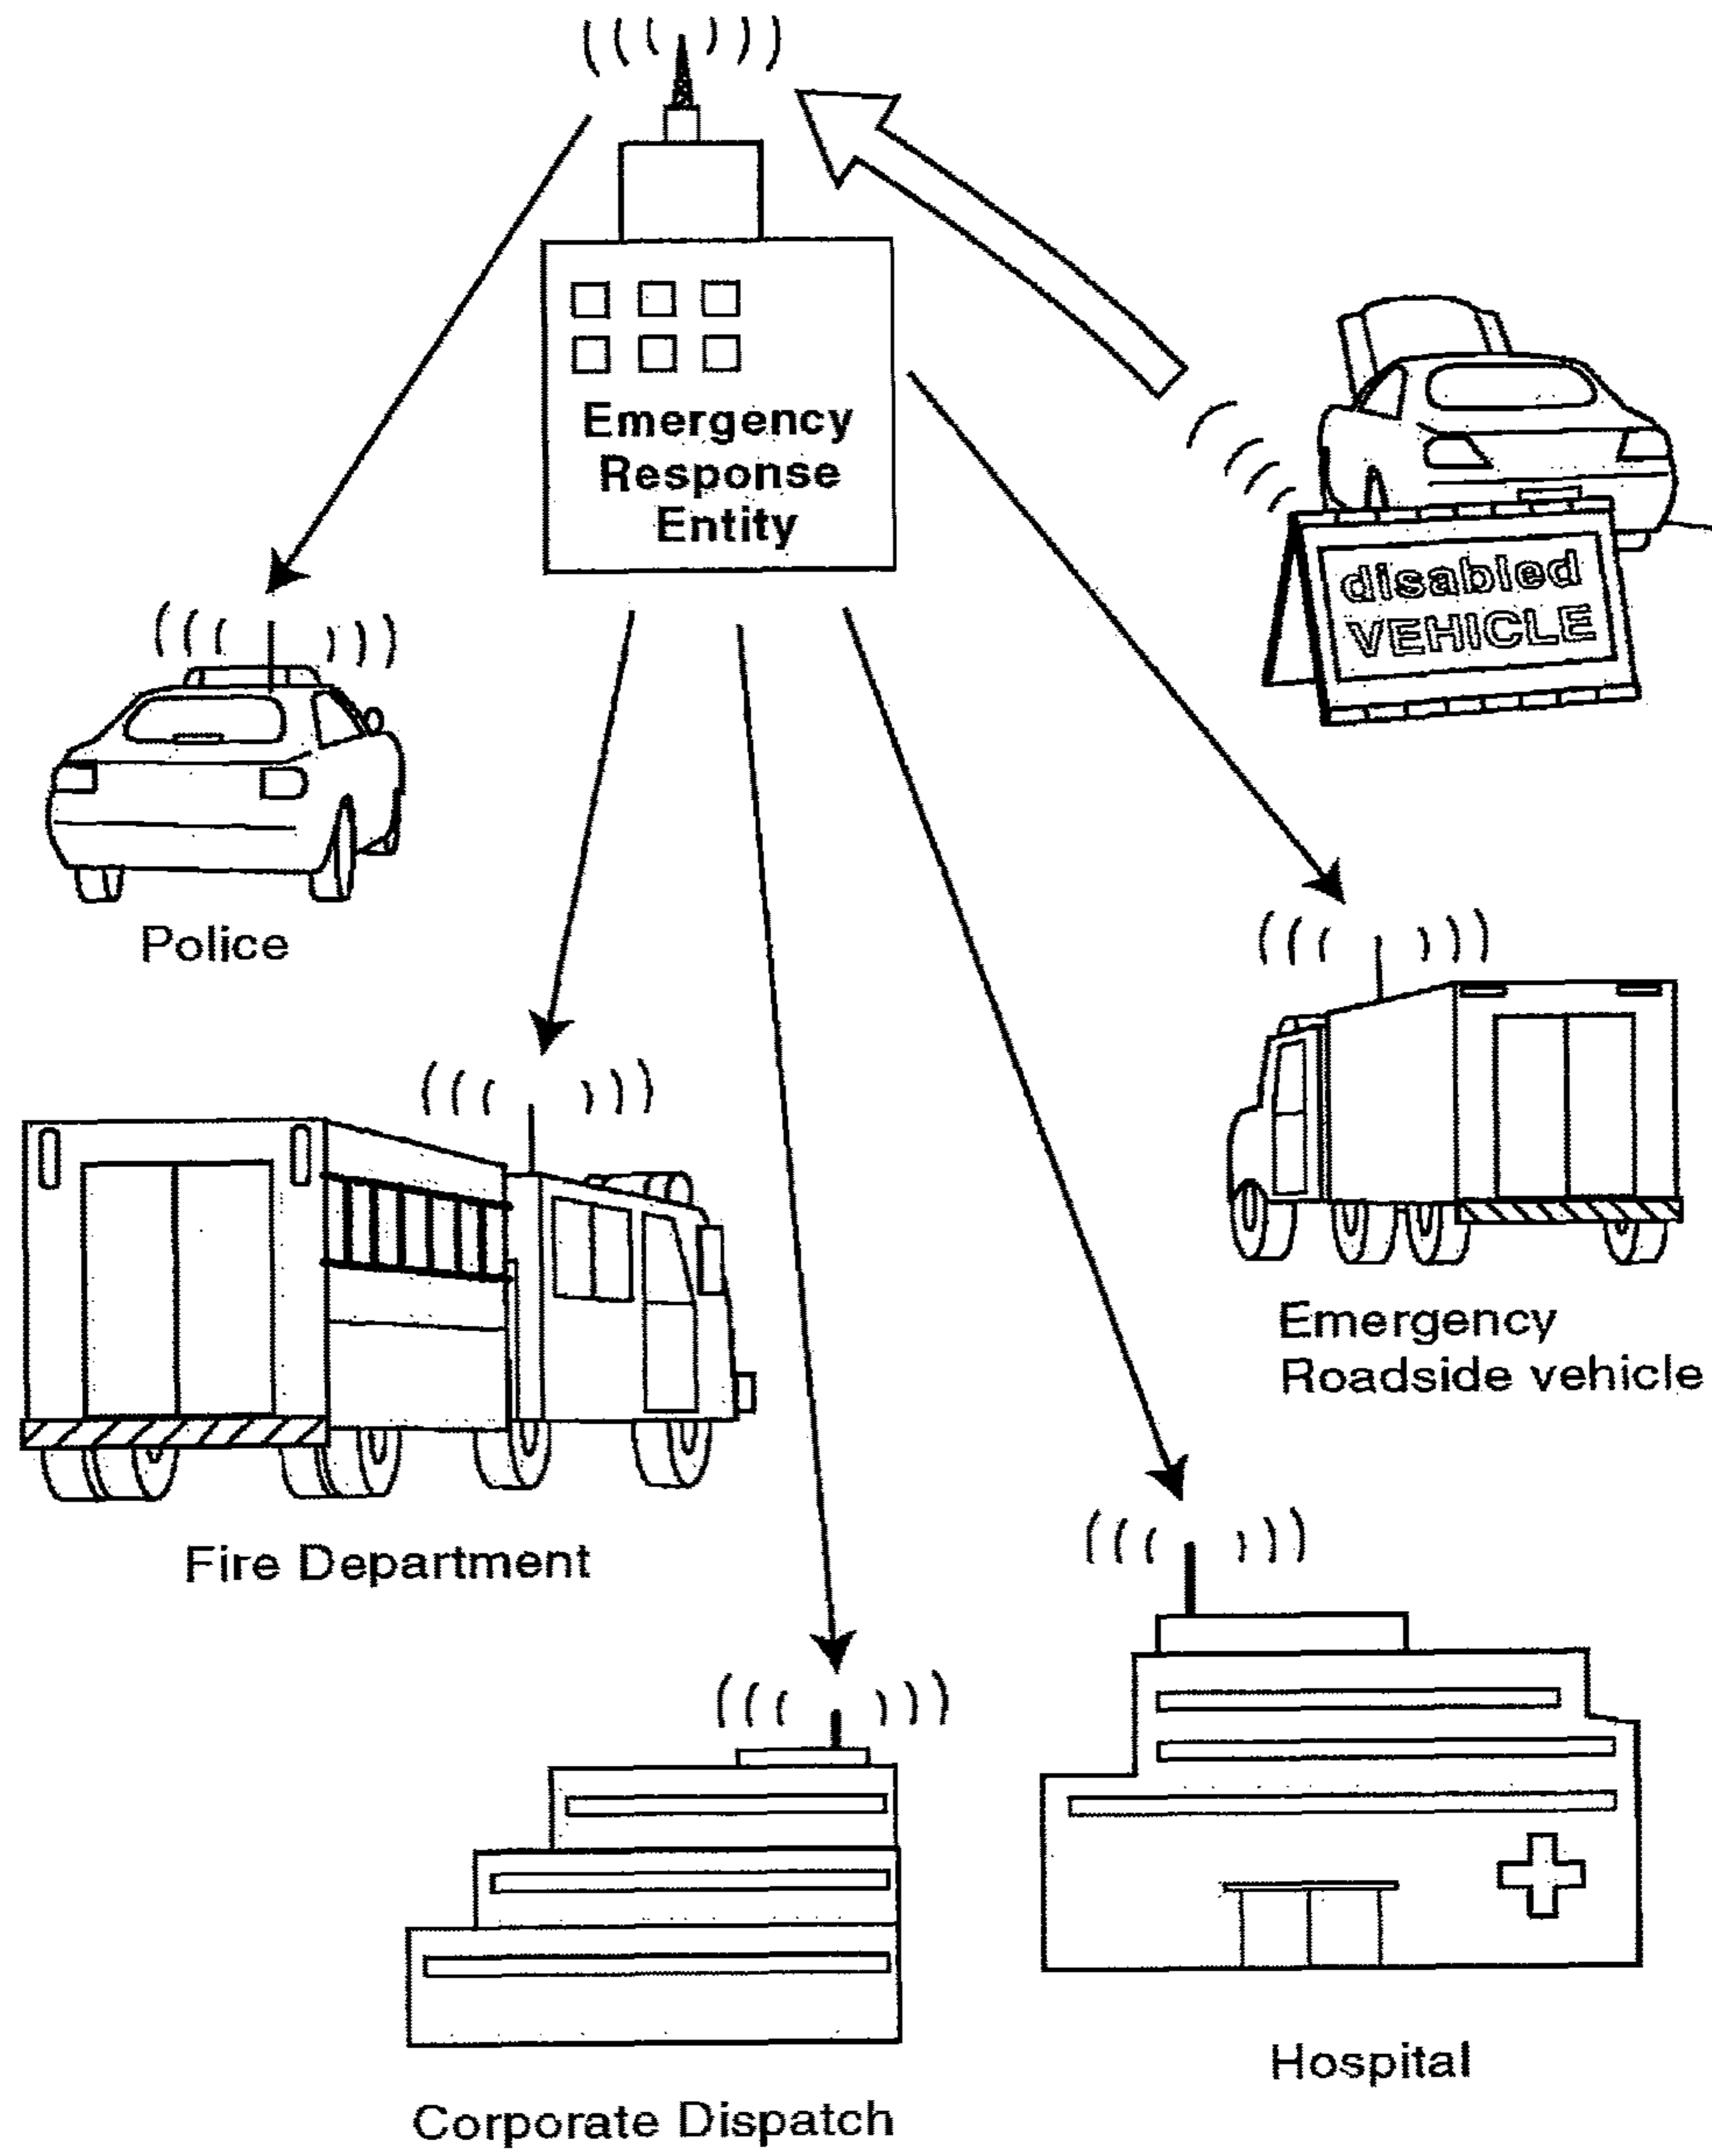 Emergency
Response
Entity
disabled
VEHICLE
Police
Emergency
Roadside vehicle
Fire Department
Hospital
Corporate Dispatch